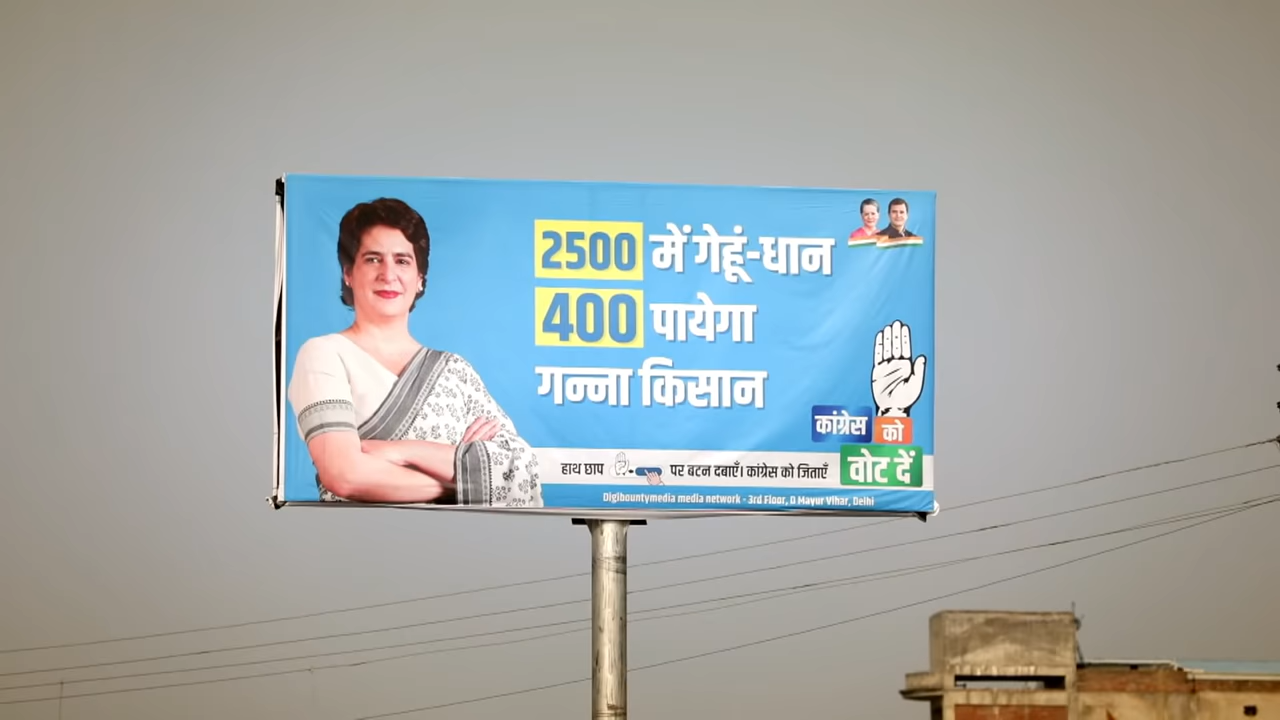 2500 में गेहूं-धान
400 पायेगा
गन्ना किसान
कांग्रेस को
वोट दें
हाथ छाप पर बटन दबाएँ। कांग्रेस को जिताएँ
Digibountymedia media network - 3rd Floor, D Mayur Vihar, Delhi